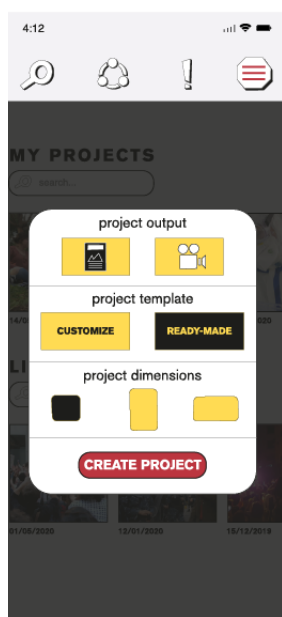 4:12
MY PROJECTS
search...
project output
project template
CUSTOMIZE
READY-MADE
project dimensions
CREATE PROJECT
01/05/2020
12/01/2020
15/12/2018